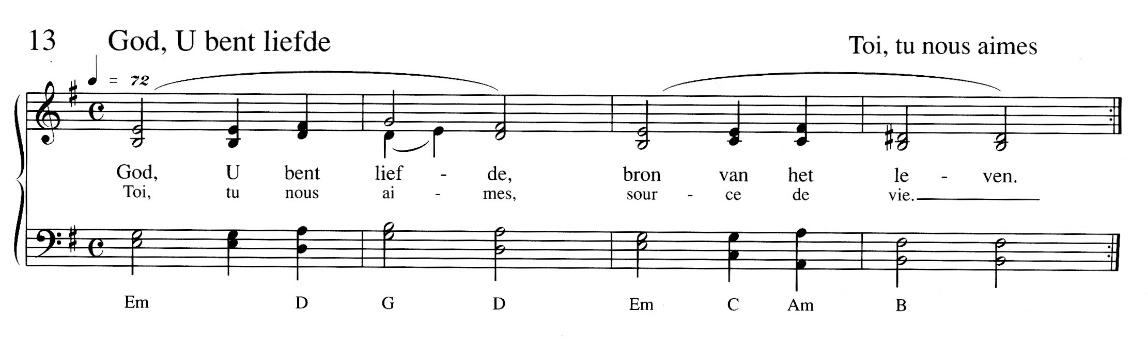 13 God, U bent liefde Toi, tu nous aimes
= 72
God, U bent lief - de, bron van het le - ven.
Toi, tu nous ai - mes, sour - ce de vie.
Em D G D Em C Am B